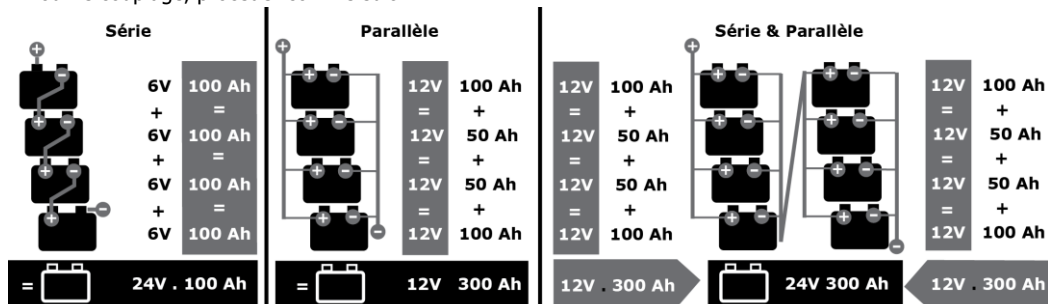 Série
6V 100 Ah
+ =
6V 100 Ah
+ =
6V 100 Ah
+ =
6V 100 Ah
= 24V . 100 Ah
Parallèle
12V 100 Ah
= +
12V 50 Ah
= +
12V 50 Ah
= +
12V 100 Ah
= 12V 300 Ah
Série & Parallèle
12V 100 Ah
= +
12V 50 Ah
= +
12V 50 Ah
= +
12V 100 Ah
12V . 300 Ah
12V 100 Ah
= +
12V 50 Ah
= +
12V 50 Ah
= +
12V 100 Ah
24V 300 Ah
12V . 300 Ah